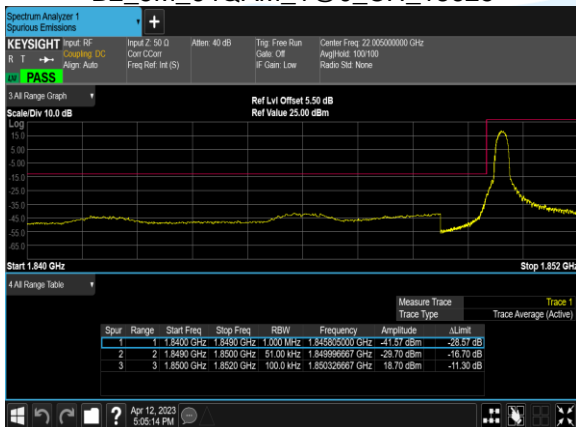 Spectrum Analyzer 1
Spurious Emissions
KEYSIGHT Input: RF Input Z: 50 Ω Atten: 40 dB Trig: Free Run Center Freq: 22.005000000 GHz
R T Coupling: DC Corr CCorr Gate: Off Avg|Hold: 100/100
Align: Auto Freq Ref: Int (S) IF Gain: Low Radio Std: None
PASS
3 All Range Graph
Ref Lvl Offset 5.50 dB
Scale/Div 10.0 dB Ref Value 25.00 dBm
Log
15.0
5.00
-5.00
-15.0
-25.0
-35.0
-45.0
-55.0
-65.0
Start 1.840 GHz Stop 1.852 GHz
4 All Range Table
Measure Trace Trace 1
Trace Type Trace Average (Active)
Spur Range Start Freq Stop Freq RBW Frequency Amplitude ΔLimit
1 1 1.8400 GHz 1.8490 GHz 1.000 MHz 1.845805000 GHz -41.57 dBm -28.57 dB
2 2 1.8490 GHz 1.8500 GHz 51.00 kHz 1.849996667 GHz -29.70 dBm -16.70 dB
3 3 1.8500 GHz 1.8520 GHz 100.0 kHz 1.850326667 GHz 18.70 dBm -11.30 dB
? Apr 12, 2023
5:05:14 PM